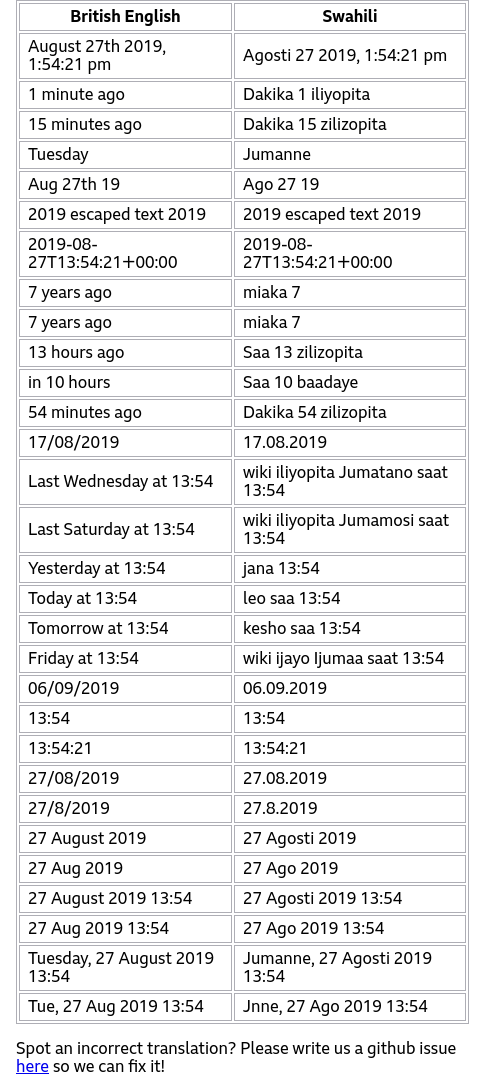 British English Swahili
August 27th 2019, 1:54:21 pm Agosti 27 2019, 1:54:21 pm
1 minute ago Dakika 1 iliyopita
15 minutes ago Dakika 15 zilizopita
Tuesday Jumanne
Aug 27th 19 Ago 27 19
2019 escaped text 2019 2019 escaped text 2019
2019-08-27T13:54:21+00:00 2019-08-27T13:54:21+00:00
7 years ago miaka 7
7 years ago miaka 7
13 hours ago Saa 13 zilizopita
in 10 hours Saa 10 baadaye
54 minutes ago Dakika 54 zilizopita
17/08/2019 17.08.2019
Last Wednesday at 13:54 wiki iliyopita Jumatano saat 13:54
Last Saturday at 13:54 wiki iliyopita Jumamosi saat 13:54
Yesterday at 13:54 jana 13:54
Today at 13:54 leo saa 13:54
Tomorrow at 13:54 kesho saa 13:54
Friday at 13:54 wiki ijayo Ijumaa saat 13:54
06/09/2019 06.09.2019
13:54 13:54
13:54:21 13:54:21
27/08/2019 27.08.2019
27/8/2019 27.8.2019
27 August 2019 27 Agosti 2019
27 Aug 2019 27 Ago 2019
27 August 2019 13:54 27 Agosti 2019 13:54
27 Aug 2019 13:54 27 Ago 2019 13:54
Tuesday, 27 August 2019 13:54 Jumanne, 27 Agosti 2019 13:54
Tue, 27 Aug 2019 13:54 Jnne, 27 Ago 2019 13:54
Spot an incorrect translation? Please write us a github issue
here so we can fix it!